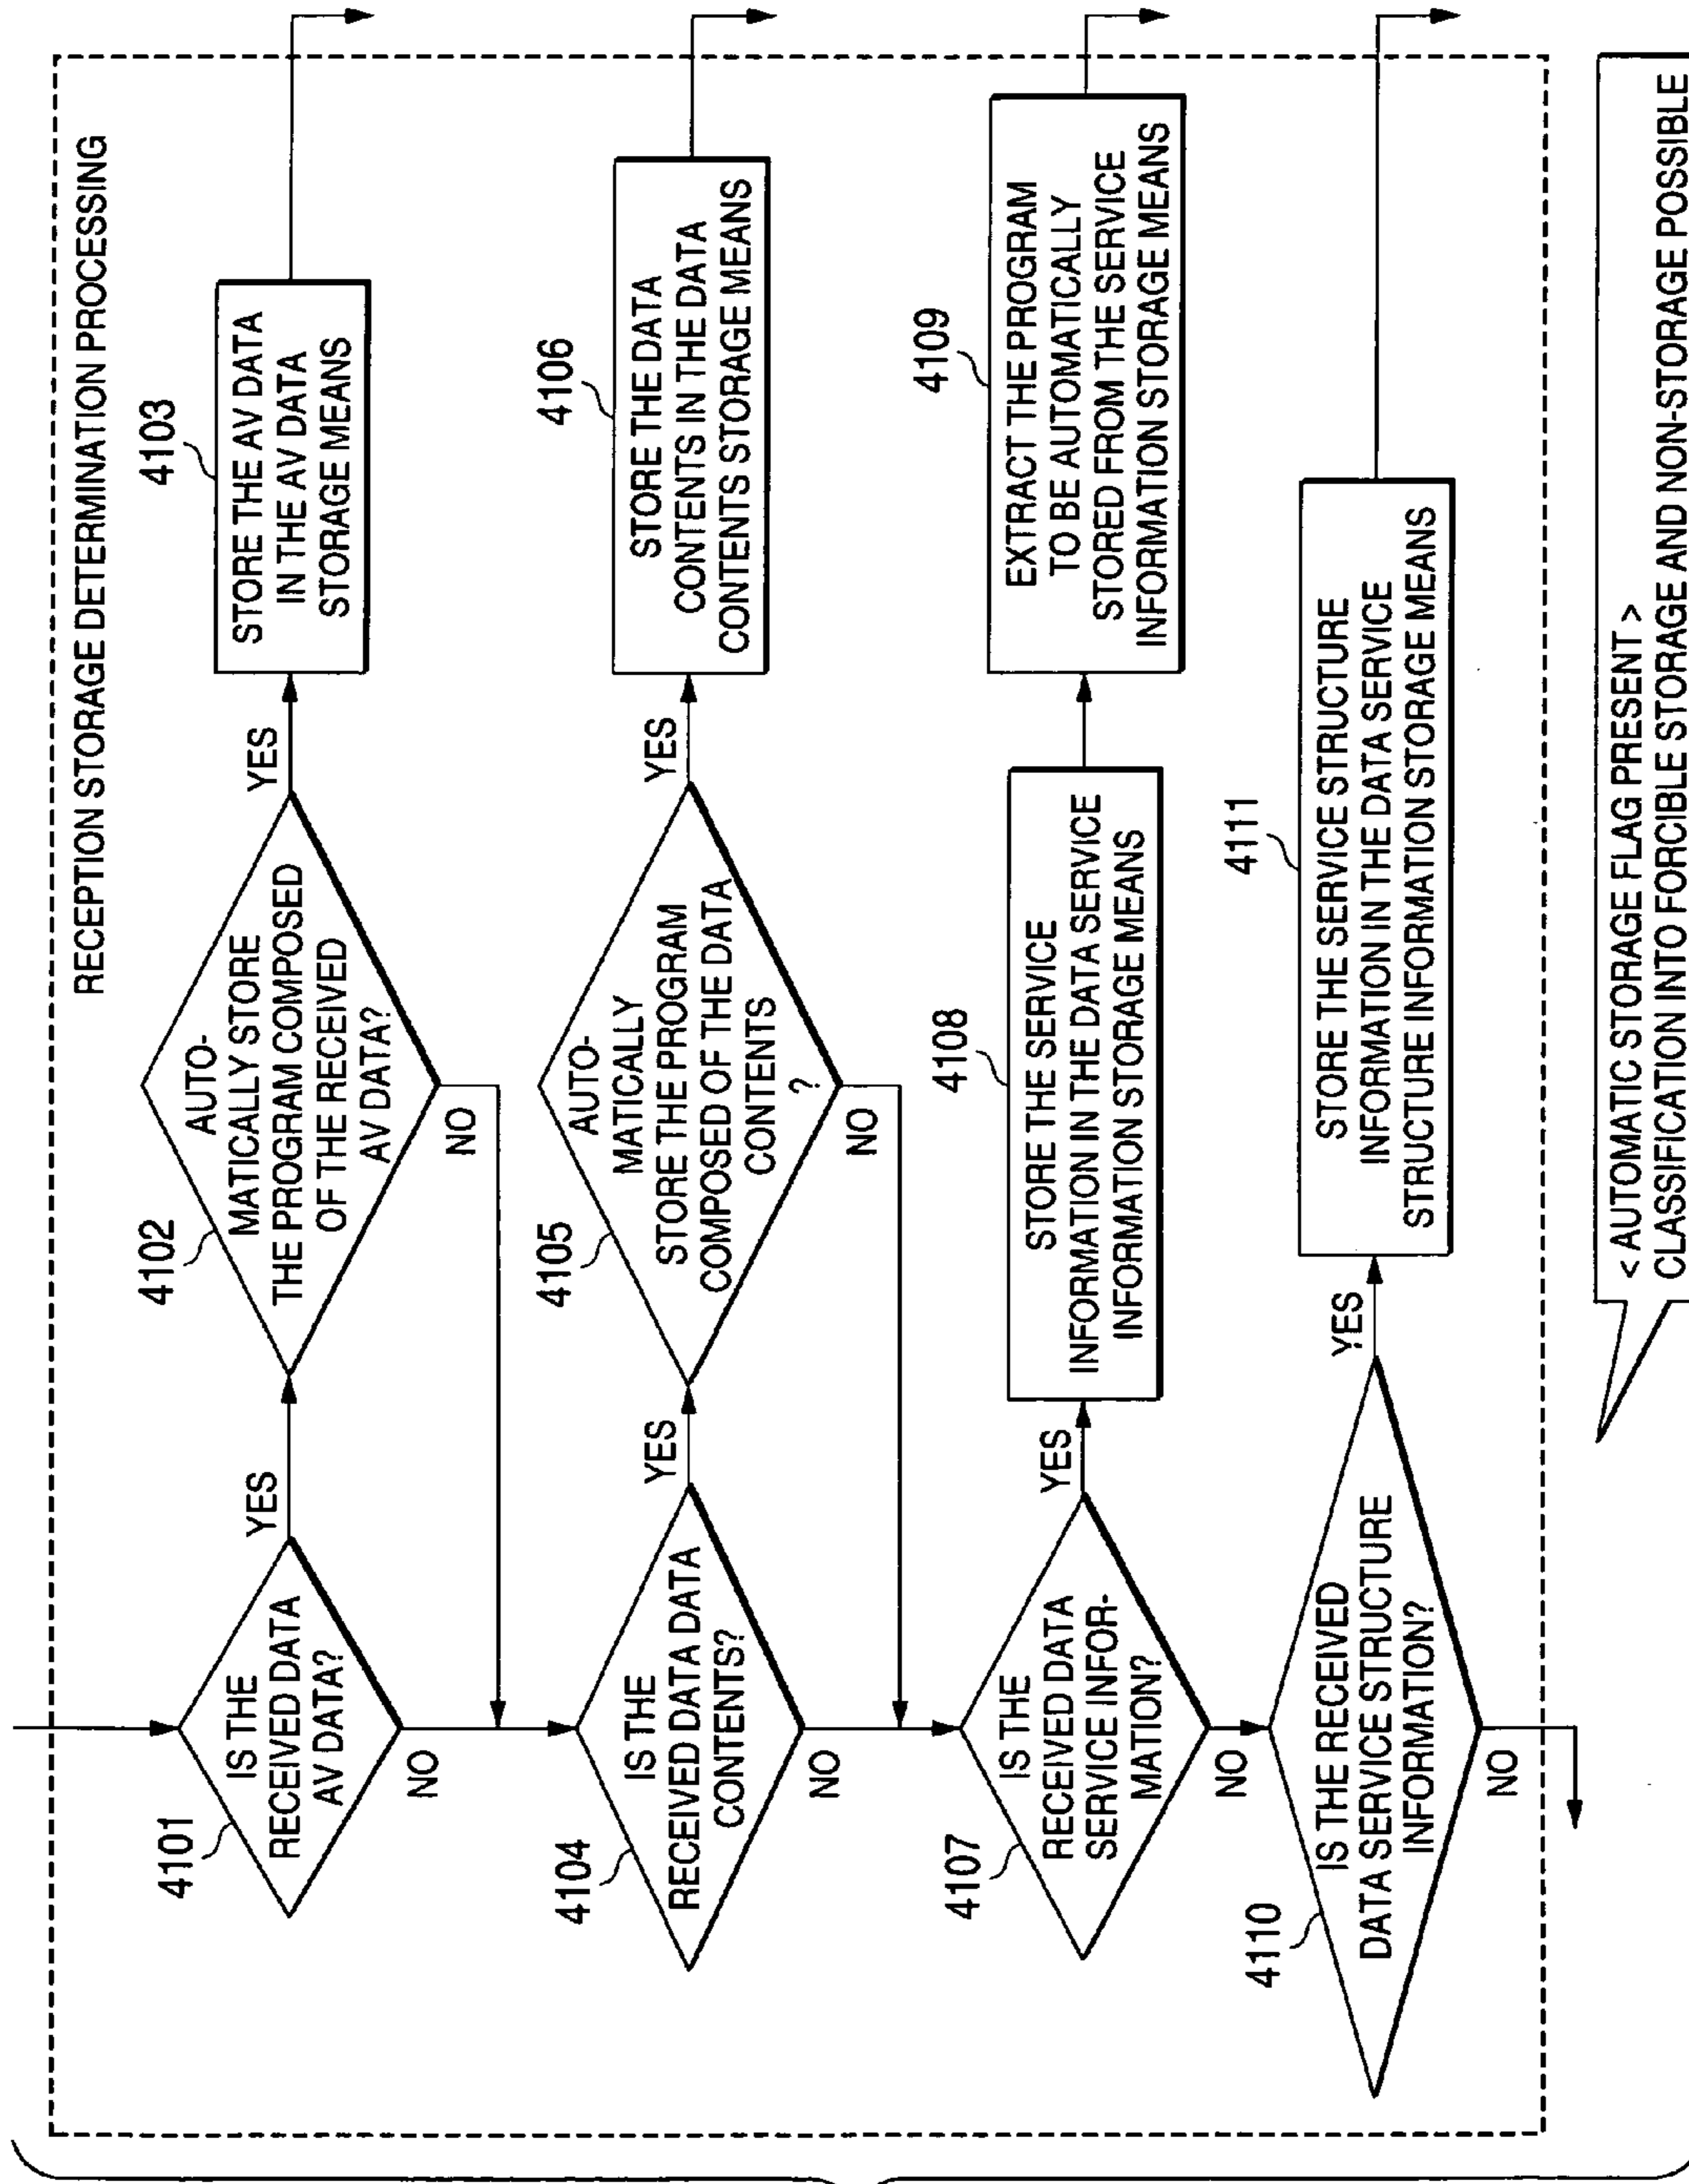 RECEPTION STORAGE DETERMINATION PROCESSING
4101
IS THE
RECEIVED DATA
AV DATA?
YES
NO
4102
AUTO-
MATICALLY STORE
THE PROGRAM COMPOSED
OF THE RECEIVED
AV DATA?
YES
NO
4103
STORE THE AV DATA
IN THE AV DATA
STORAGE MEANS
4104
IS THE
RECEIVED DATA DATA
CONTENTS?
YES
NO
4105
AUTO-
MATICALLY
STORE THE PROGRAM
COMPOSED OF THE DATA
CONTENTS
?
YES
NO
4106
STORE THE DATA
CONTENTS IN THE DATA
CONTENTS STORAGE MEANS
4107
IS THE
RECEIVED DATA
SERVICE INFOR-
MATION?
YES
NO
4108
STORE THE SERVICE
INFORMATION IN THE DATA SERVICE
INFORMATION STORAGE MEANS
4109
EXTRACT THE PROGRAM
TO BE AUTOMATICALLY
STORED FROM THE SERVICE
INFORMATION STORAGE MEANS
4110
IS THE RECEIVED
DATA SERVICE STRUCTURE
INFORMATION?
YES
NO
4111
STORE THE SERVICE STRUCTURE
INFORMATION IN THE DATA SERVICE
STRUCTURE INFORMATION STORAGE MEANS
< AUTOMATIC STORAGE FLAG PRESENT >
CLASSIFICATION INTO FORCIBLE STORAGE AND NON-STORAGE POSSIBLE